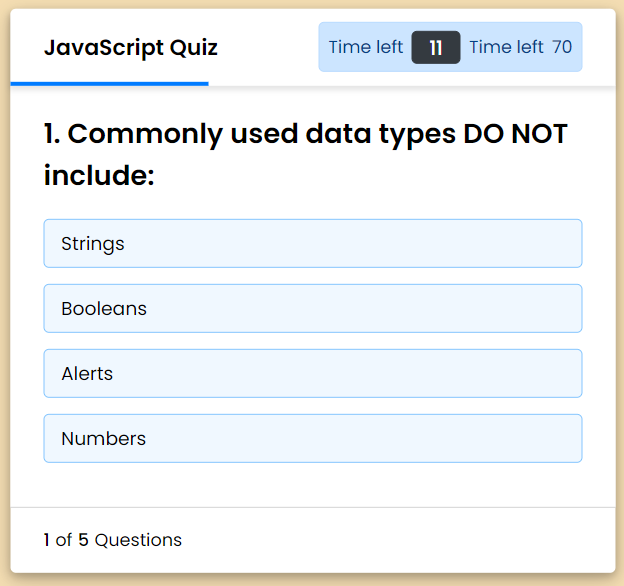 JavaScript Quiz
Time left 11 Time left 70
1. Commonly used data types DO NOT
include:
Strings
Booleans
Alerts
Numbers
1 of 5 Questions